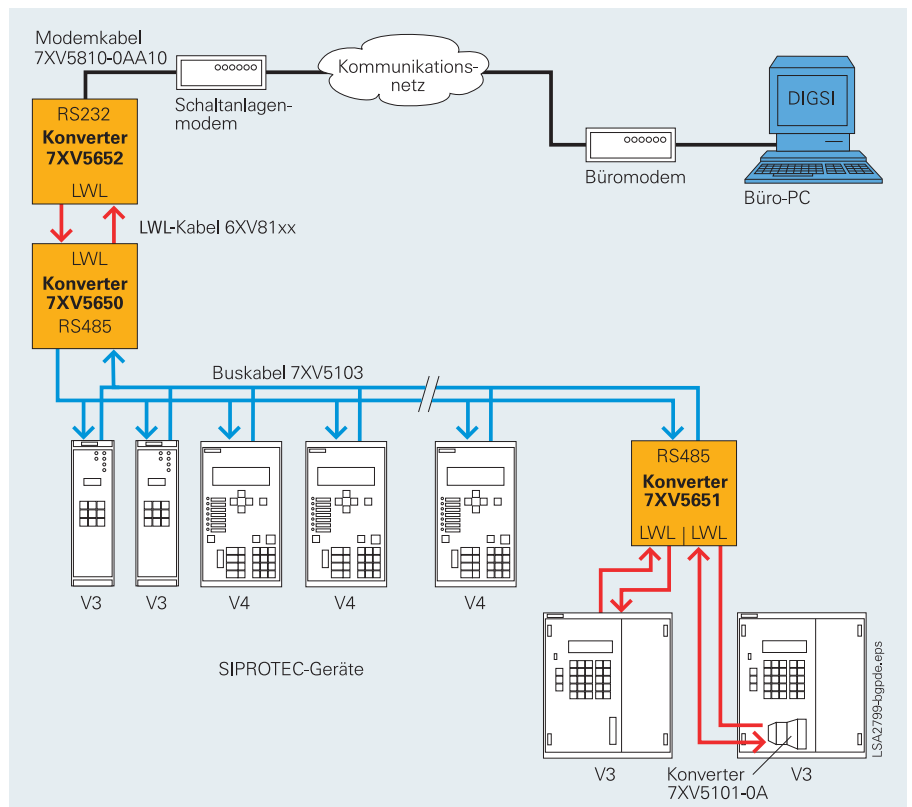 Modemkabel
7XV5810-0AA10
Kommunikations-
netz
DIGSI
Schaltanlagen-
modem
RS232
Konverter
7XV5652
LWL
Büromodem
Büro-PC
LWL-Kabel 6XV81xx
LWL
Konverter
7XV5650
RS485
Buskabel 7XV5103
RS485
Konverter
7XV5651
LWL
LWL
V3
V3
V4
V4
V4
SIPROTEC-Geräte
V3
Konverter
7XV5101-0A
V3
LSA2799-bgpde.eps